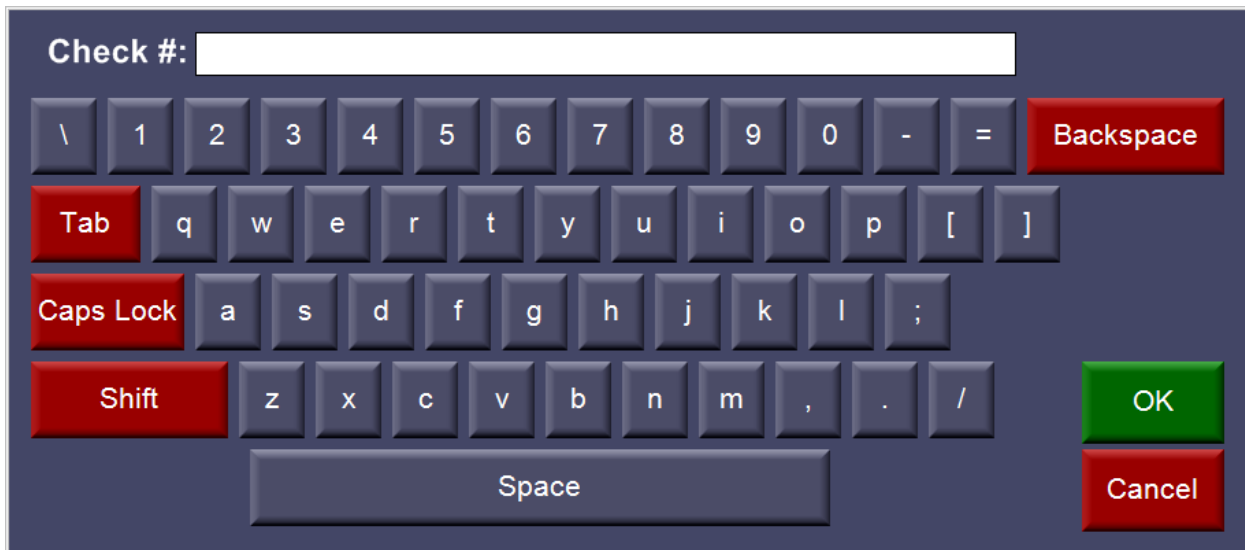 Check #:
\ 1 2 3 4 5 6 7 8 9 0 - = Backspace
Tab q w e r t y u i o p [ ]
Caps Lock a s d f g h j k l ;
Shift z x c v b n m , . / OK
Space Cancel